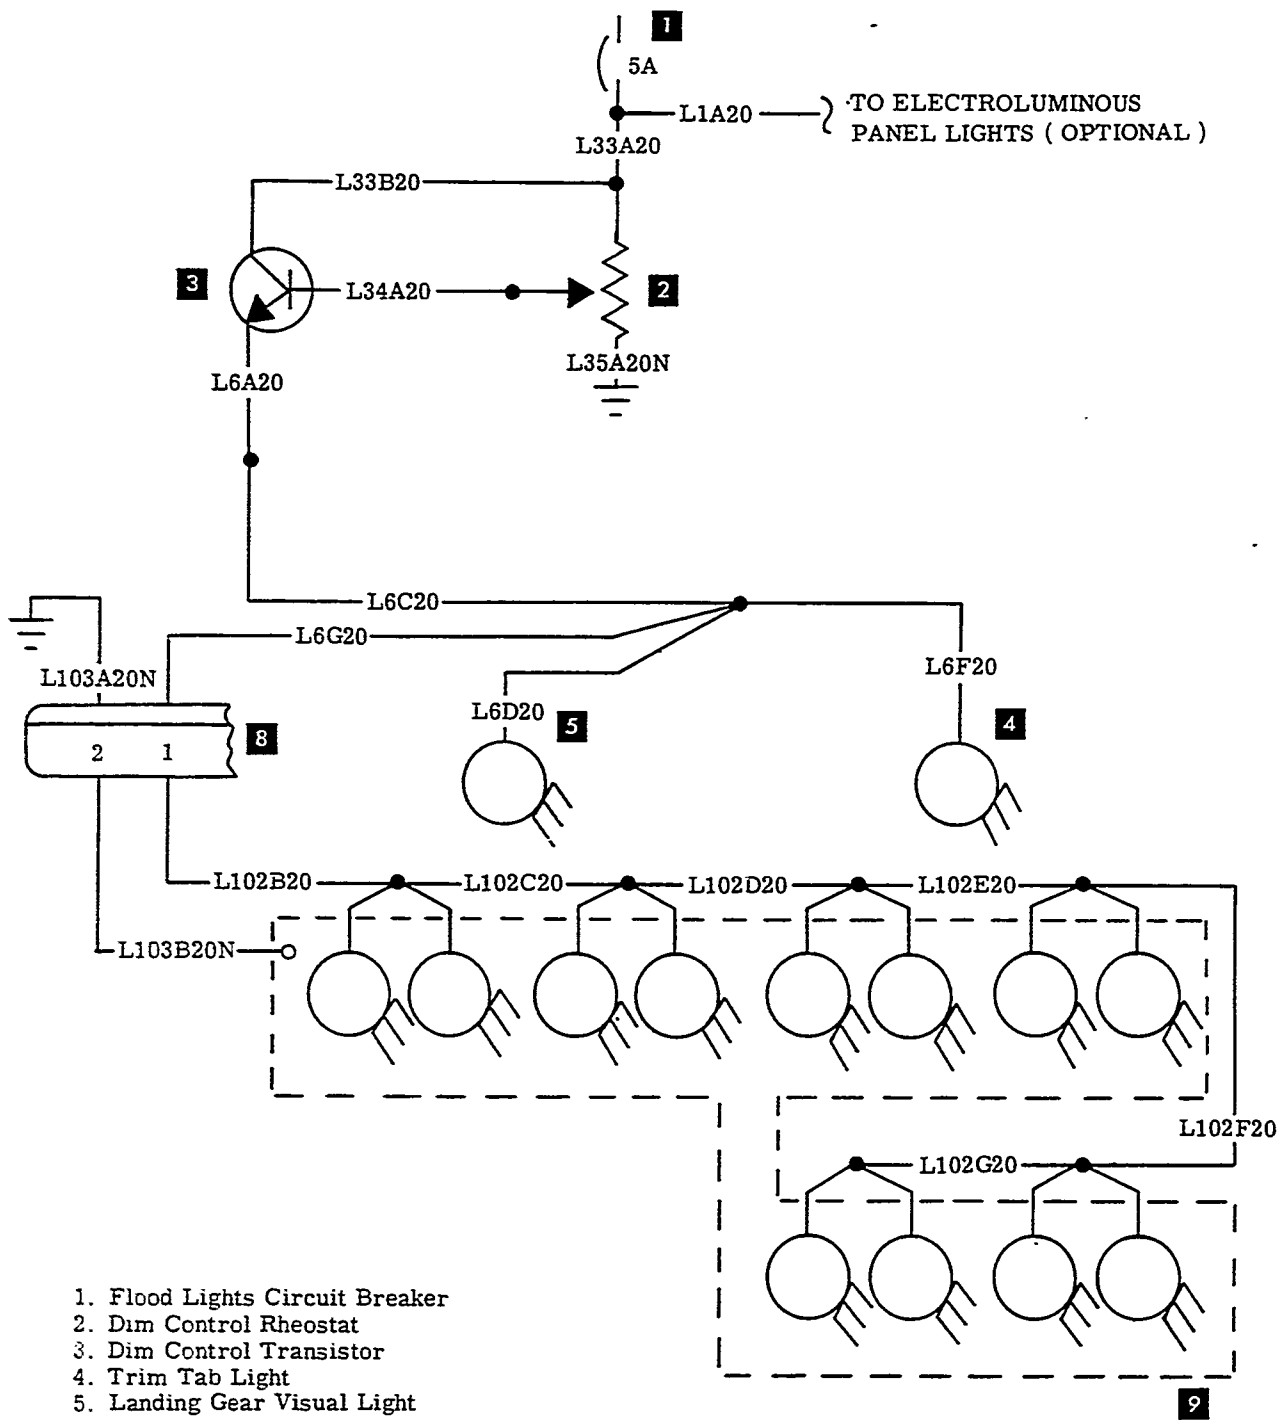 1
5A
L1A20
TO ELECTROLUMINOUS
PANEL LIGHTS ( OPTIONAL )
L33A20
L33B20
3
L34A20
2
L35A20N
L6A20
L6C20
L6G20
L103A20N
L6F20
L6D20
5
4
8
2 1
L102B20
L102C20
L102D20
L102E20
L103B20N
L102F20
L102G20
1. Flood Lights Circuit Breaker
2. Dim Control Rheostat
3. Dim Control Transistor
4. Trim Tab Light
5. Landing Gear Visual Light
9